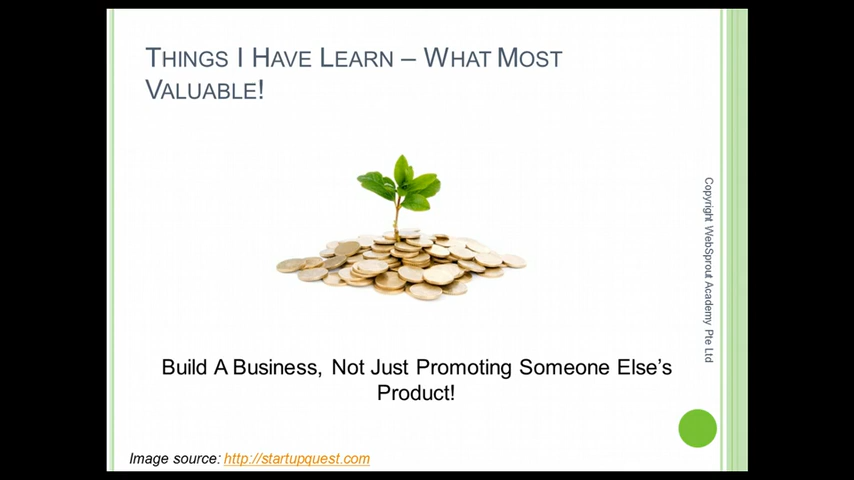 THINGS I HAVE LEARN – WHAT MOST
VALUABLE!
Copyright WebSprout Academy Pte Ltd
Build A Business, Not Just Promoting Someone Else's
Product!
Image source: http://startupquest.com